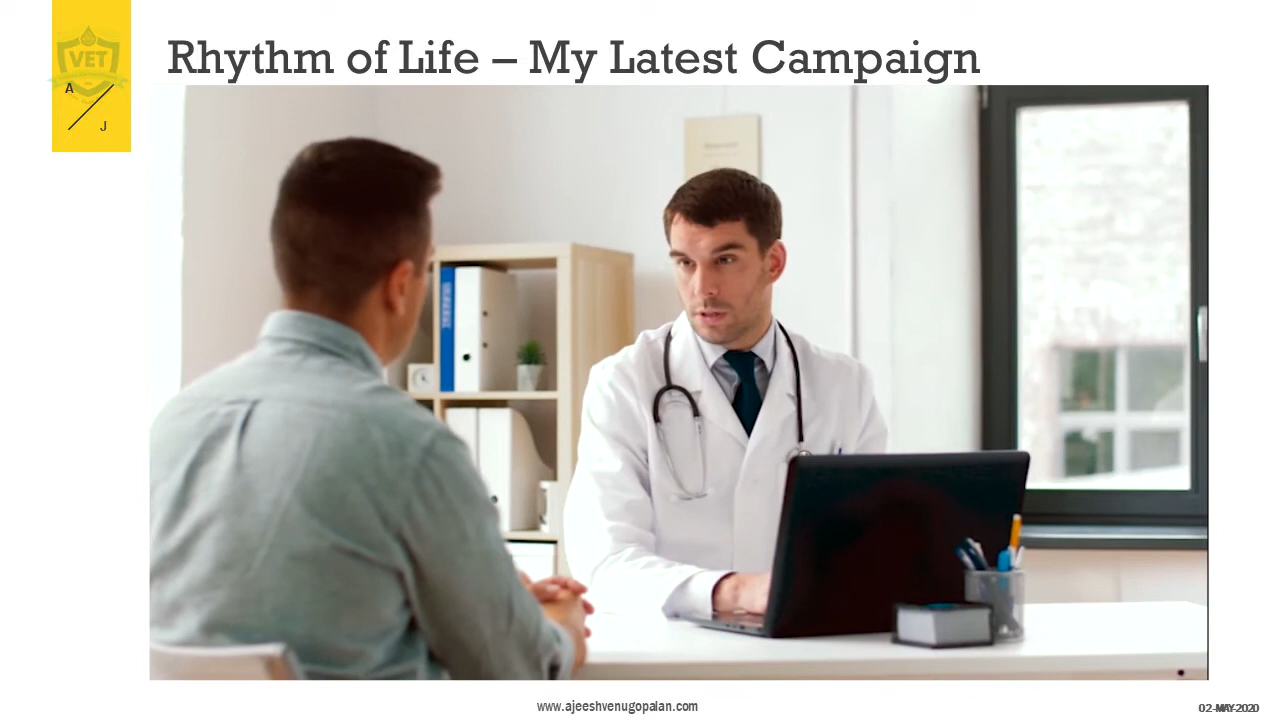 Rhythm of Life – My Latest Campaign
VET
A
J
www.ajeeshvenugopalan.com
02-MAY-2020